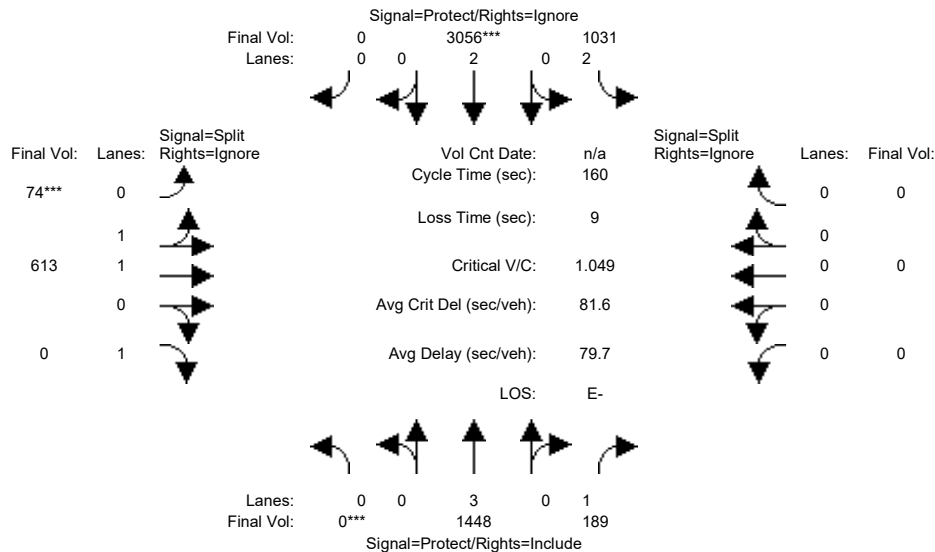 Signal=Protect/Rights=Ignore
Final Vol: 0 3056*** 1031
Lanes: 0 0 2 0 2
Signal=Split Signal=Split
Final Vol: Lanes: Rights=Ignore Vol Cnt Date: n/a Rights=Ignore Lanes: Final Vol:
Cycle Time (sec): 160
74*** 0 0 0
Loss Time (sec): 9
1 0
613 1 Critical V/C: 1.049 0 0
0 Avg Crit Del (sec/veh): 81.6 0
0 1 Avg Delay (sec/veh): 79.7 0 0
LOS: E-
Lanes: 0 0 3 0 1
Final Vol: 0*** 1448 189
Signal=Protect/Rights=Include